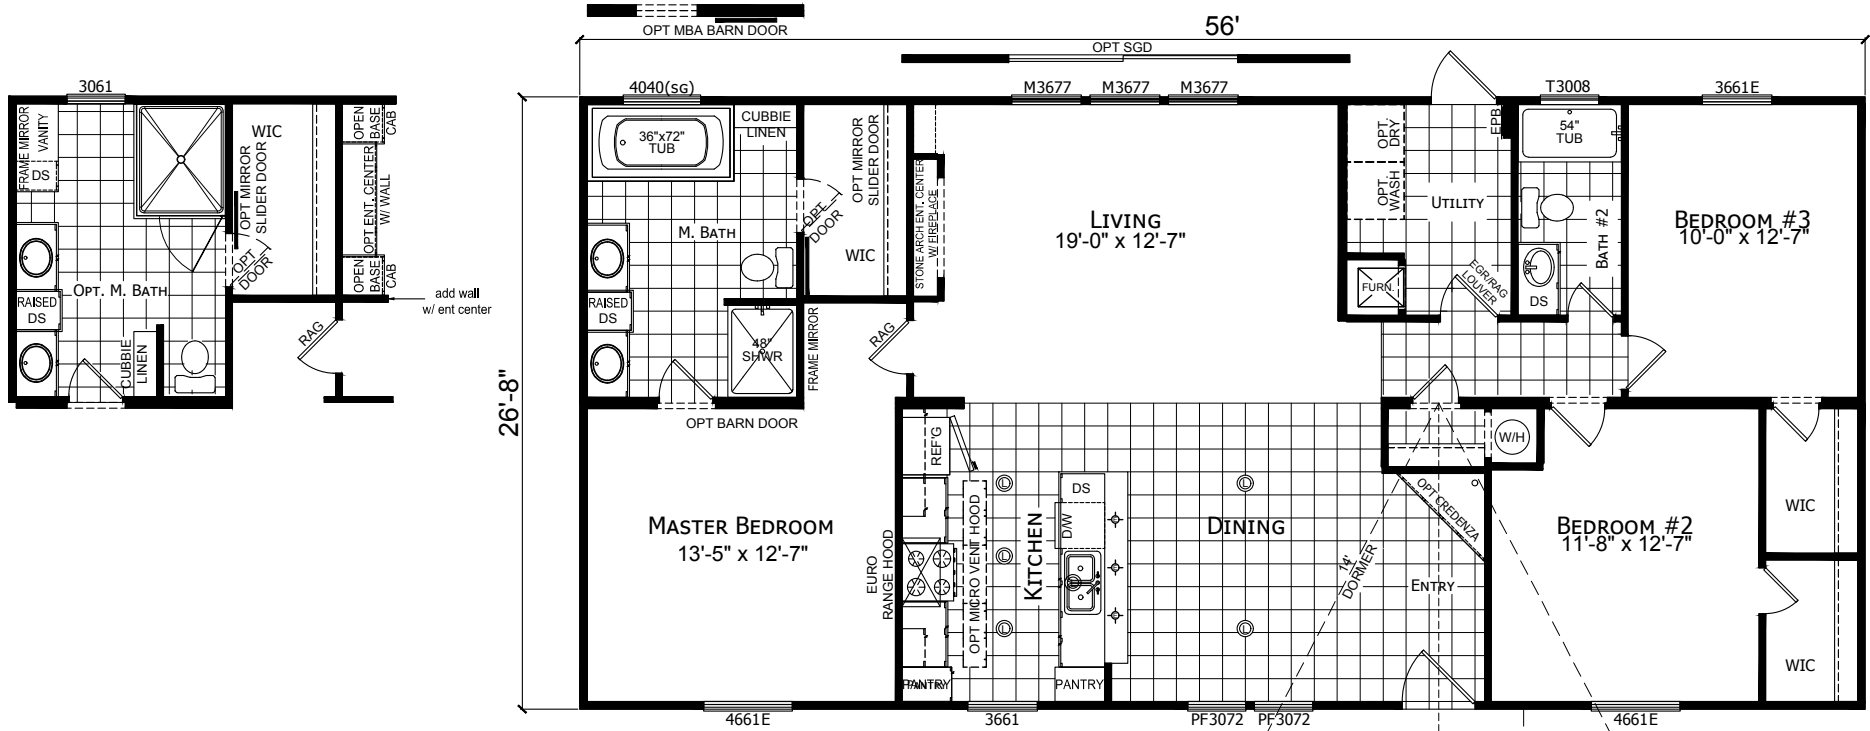 OPT MBA BARN DOOR
56'
OPT SGD
3061
FRAME MIRROR
VANITY
DS
WIC
OPT MIRROR
SLIDER DOOR
OPT
DOOR
OPEN
BASE
CAB
OPT ENT. CENTER
W/ WALL
OPEN
BASE
CAB
OPT. M. BATH
RAISED
DS
CUBBIE
LINEN
RAG
add wall
w/ ent center
26'-8"
4040(SG)
36"x72"
TUB
CUBBIE
LINEN
M. BATH
RAISED
DS
48"
SHWR
FRAME MIRROR
OPT BARN DOOR
OPT
DOOR
OPT MIRROR
SLIDER DOOR
WIC
RAG
STONE ARCH ENT. CENTER
W/ FIREPLACE
M3677
M3677
M3677
LIVING
19'-0" x 12'-7"
OPT.
DRY
OPT.
WASH
UTILITY
FURN.
EGR/RAG
LOUVER
EPB
T3008
54"
TUB
BATH #2
DS
3661E
BEDROOM #3
10'-0" x 12'-7"
MASTER BEDROOM
13'-5" x 12'-7"
4661E
REF'G
EURO
RANGE HOOD
OPT MICRO VENT HOOD
PANTRY
KITCHEN
DS
D/W
PANTRY
3661
L
L
L
DINING
L
L
PF3072
PF3072
14'
DORMER
OPT CREDENZA
ENTRY
W/H
BEDROOM #2
11'-8" x 12'-7"
4661E
WIC
WIC